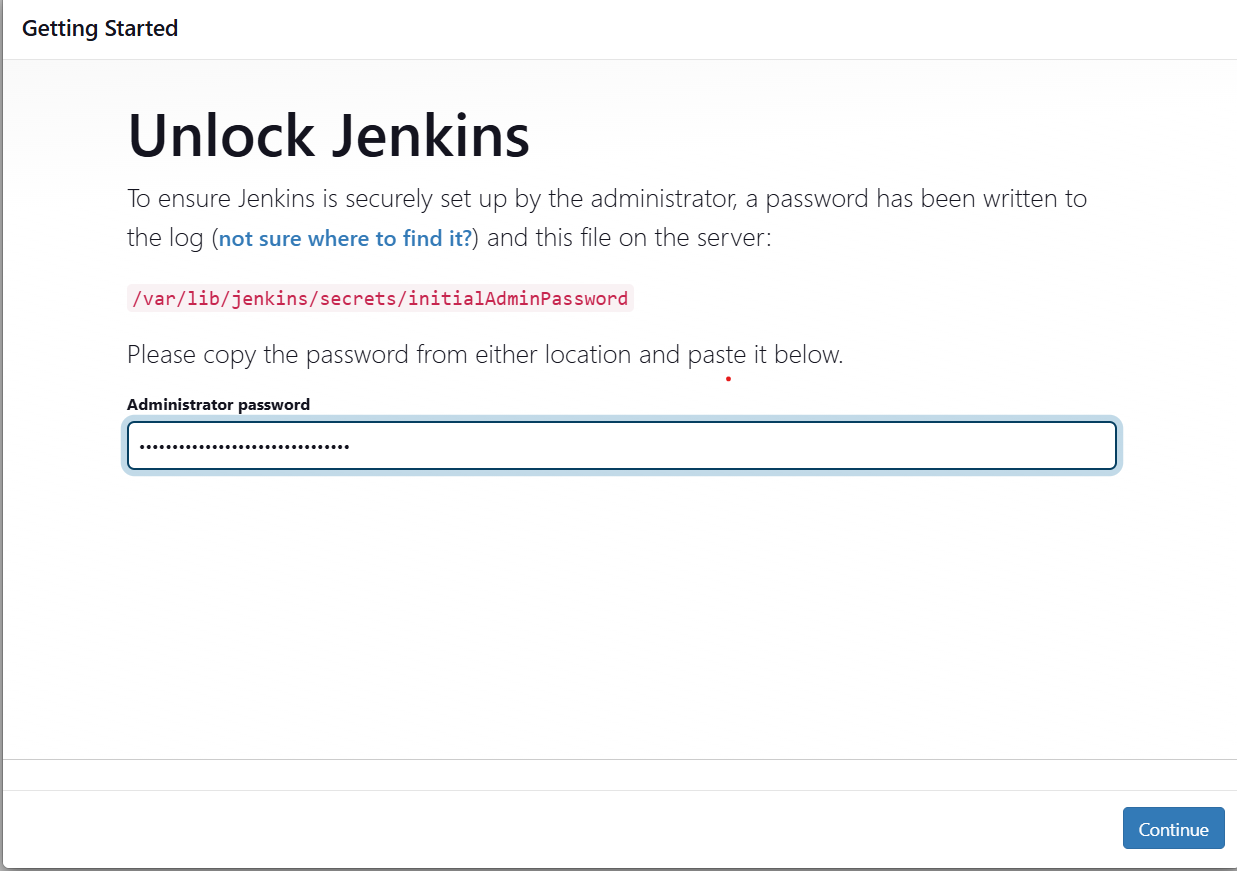 Getting Started
Unlock Jenkins
To ensure Jenkins is securely set up by the administrator, a password has been written to
the log (not sure where to find it?) and this file on the server:
/var/lib/jenkins/secrets/initialAdminPassword
Please copy the password from either location and paste it below.
Administrator password
••••••••••••••••••••••••••••••••
Continue